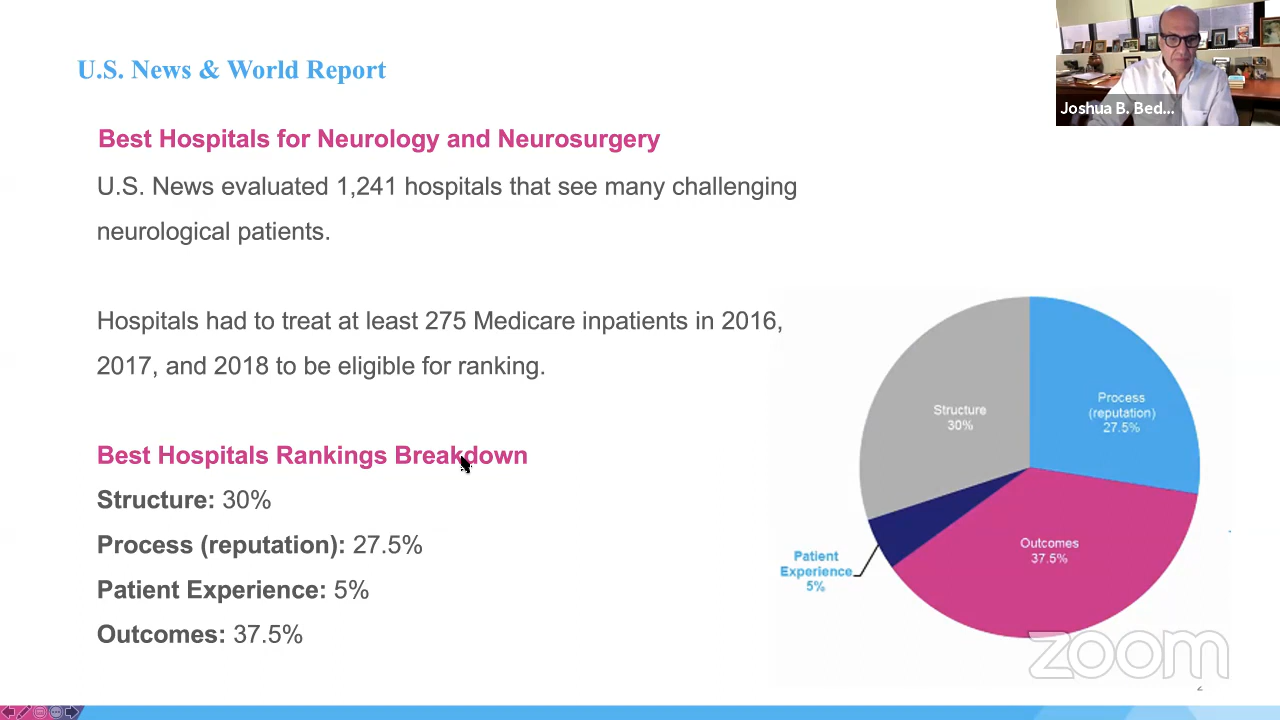 U.S. News & World Report
Joshua B. Bed...
Best Hospitals for Neurology and Neurosurgery
U.S. News evaluated 1,241 hospitals that see many challenging
neurological patients.
Hospitals had to treat at least 275 Medicare inpatients in 2016,
2017, and 2018 to be eligible for ranking.
Best Hospitals Rankings Breakdown
Structure: 30%
Process (reputation): 27.5%
Patient Experience: 5%
Outcomes: 37.5%
Structure
30%
Process
(reputation)
27.5%
Outcomes
37.5%
Patient
Experience
5%
zoom
2